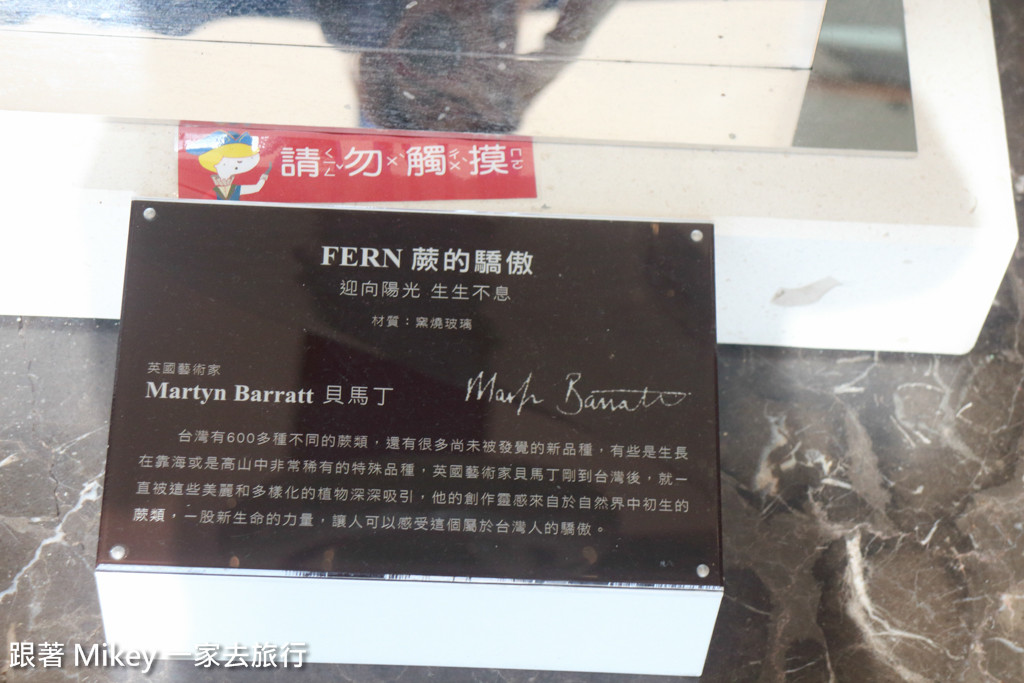 請勿觸摸
ㄑㄧㄥˇ ㄨˋ ㄔㄨˋ ㄇㄛ
FERN 蕨的驕傲
迎向陽光 生生不息
材質：窯燒玻璃
英國藝術家
Martyn Barratt 貝馬丁
Martyn Barratt
台灣有600多種不同的蕨類，還有很多尚未被發覺的新品種，有些是生長
在靠海或是高山中非常稀有的特殊品種，英國藝術家貝馬丁剛到台灣後，就一
直被這些美麗和多樣化的植物深深吸引，他的創作靈感來自於自然界中初生的
蕨類，一股新生命的力量，讓人可以感受這個屬於台灣人的驕傲。
跟著 Mikey 一家去旅行